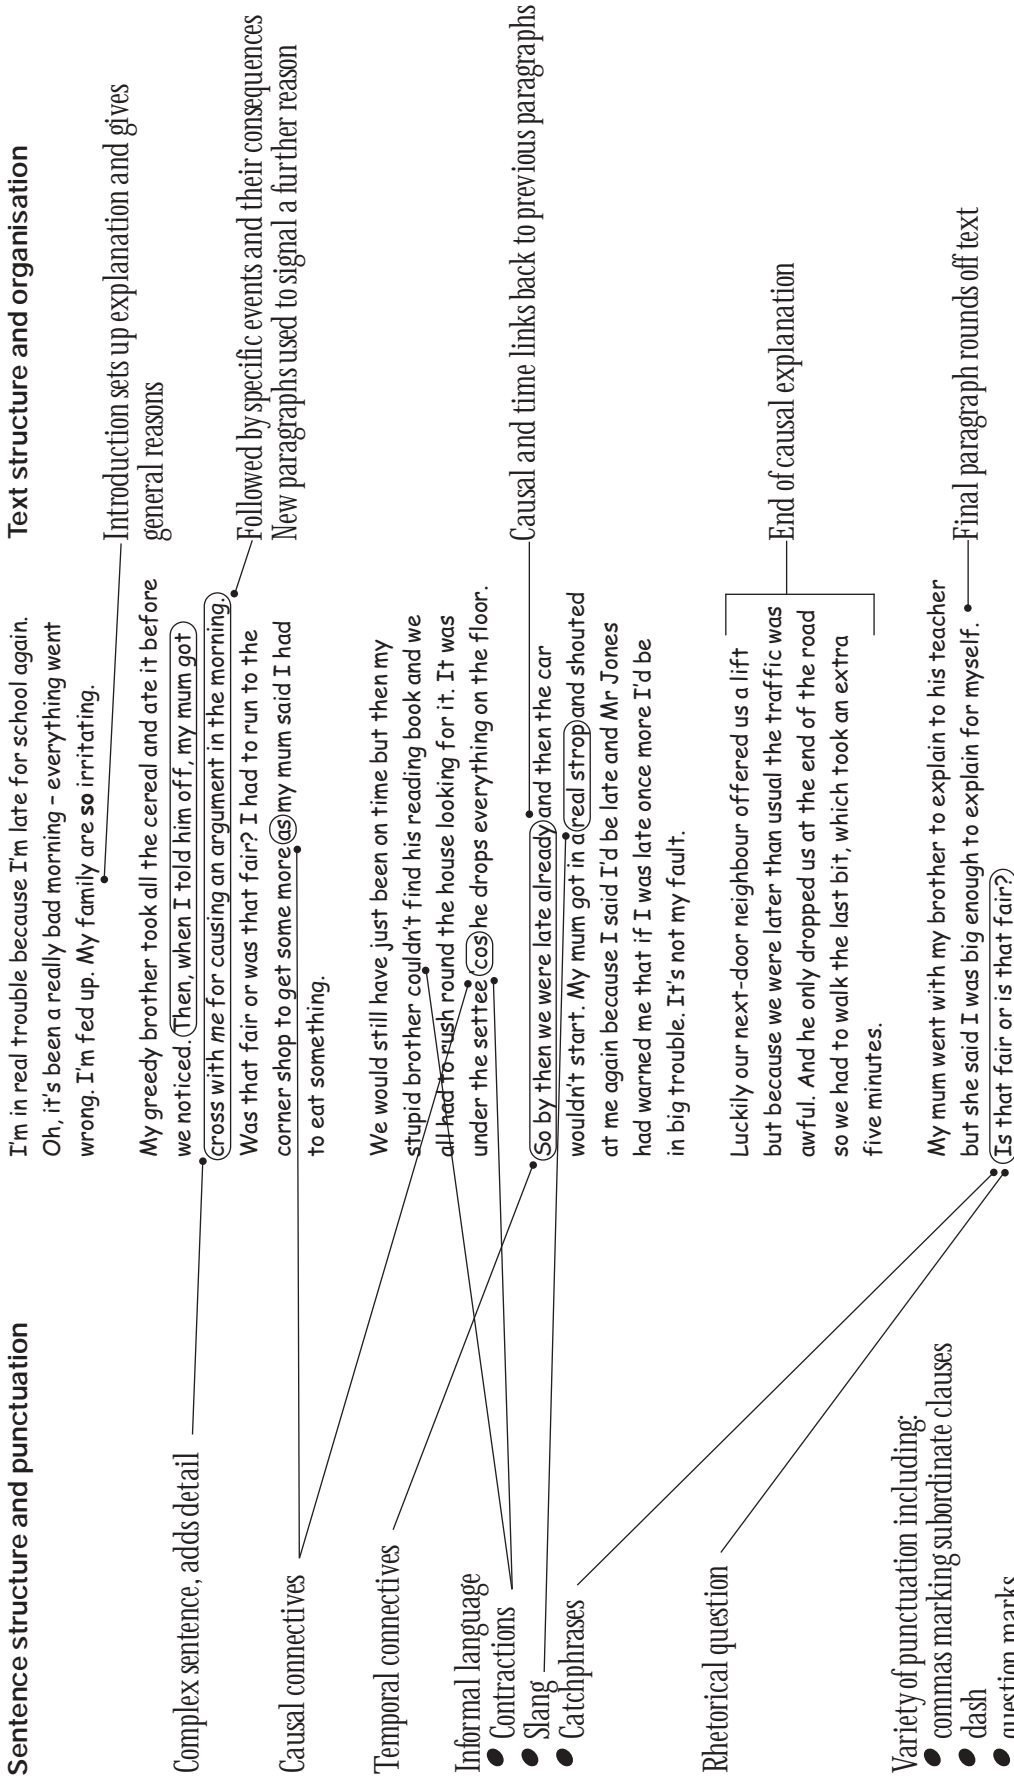 Sentence structure and punctuation
Complex sentence, adds detail
Causal connectives
Temporal connectives
Informal language
● Contractions
● Slang
● Catchphrases
Rhetorical question
Variety of punctuation including:
● commas marking subordinate clauses
● dash
● question marks
I'm in real trouble because I'm late for school again.
Oh, it's been a really bad morning – everything went
wrong. I'm fed up. My family are so irritating.
My greedy brother took all the cereal and ate it before
we noticed. Then, when I told him off, my mum got
cross with me for causing an argument in the morning.
Was that fair or was that fair? I had to run to the
corner shop to get some more as my mum said I had
to eat something.
We would still have just been on time but then my
stupid brother couldn't find his reading book and we
all had to rush round the house looking for it. It was
under the settee 'cos he drops everything on the floor.
So by then we were late already and then the car
wouldn't start. My mum got in a real strop and shouted
at me again because I said I'd be late and Mr Jones
had warned me that if I was late once more I'd be
in big trouble. It's not my fault.
Luckily our next-door neighbour offered us a lift
but because we were later than usual the traffic was
awful. And he only dropped us at the end of the road
so we had to walk the last bit, which took an extra
five minutes.
My mum went with my brother to explain to his teacher
but she said I was big enough to explain for myself.
Is that fair or is that fair?
Text structure and organisation
Introduction sets up explanation and gives
general reasons
Followed by specific events and their consequences
New paragraphs used to signal a further reason
Causal and time links back to previous paragraphs
End of causal explanation
Final paragraph rounds off text